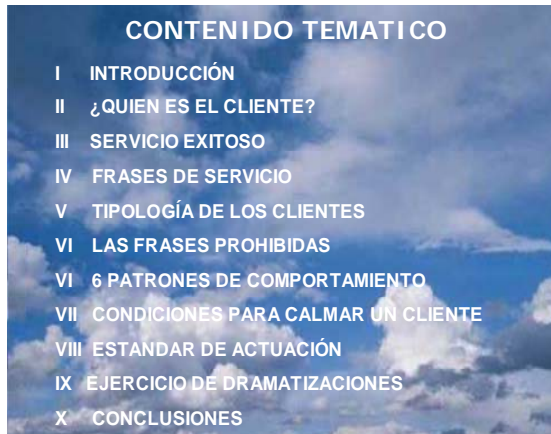 CONTENIDO TEMATICO
I INTRODUCCIÓN
II ¿QUIEN ES EL CLIENTE?
III SERVICIO EXITOSO
IV FRASES DE SERVICIO
V TIPOLOGÍA DE LOS CLIENTES
VI LAS FRASES PROHIBIDAS
VI 6 PATRONES DE COMPORTAMIENTO
VII CONDICIONES PARA CALMAR UN CLIENTE
VIII ESTANDAR DE ACTUACIÓN
IX EJERCICIO DE DRAMATIZACIONES
X CONCLUSIONES